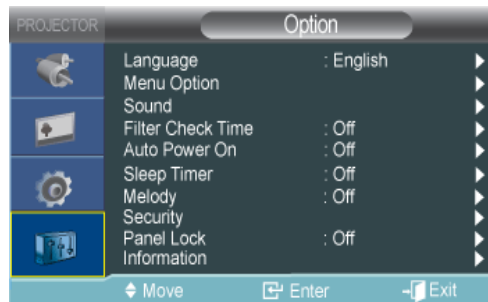 PROJECTOR
Option
Language : English
Menu Option
Sound
Filter Check Time : Off
Auto Power On : Off
Sleep Timer : Off
Melody : Off
Security
Panel Lock : Off
Information
Move Enter Exit